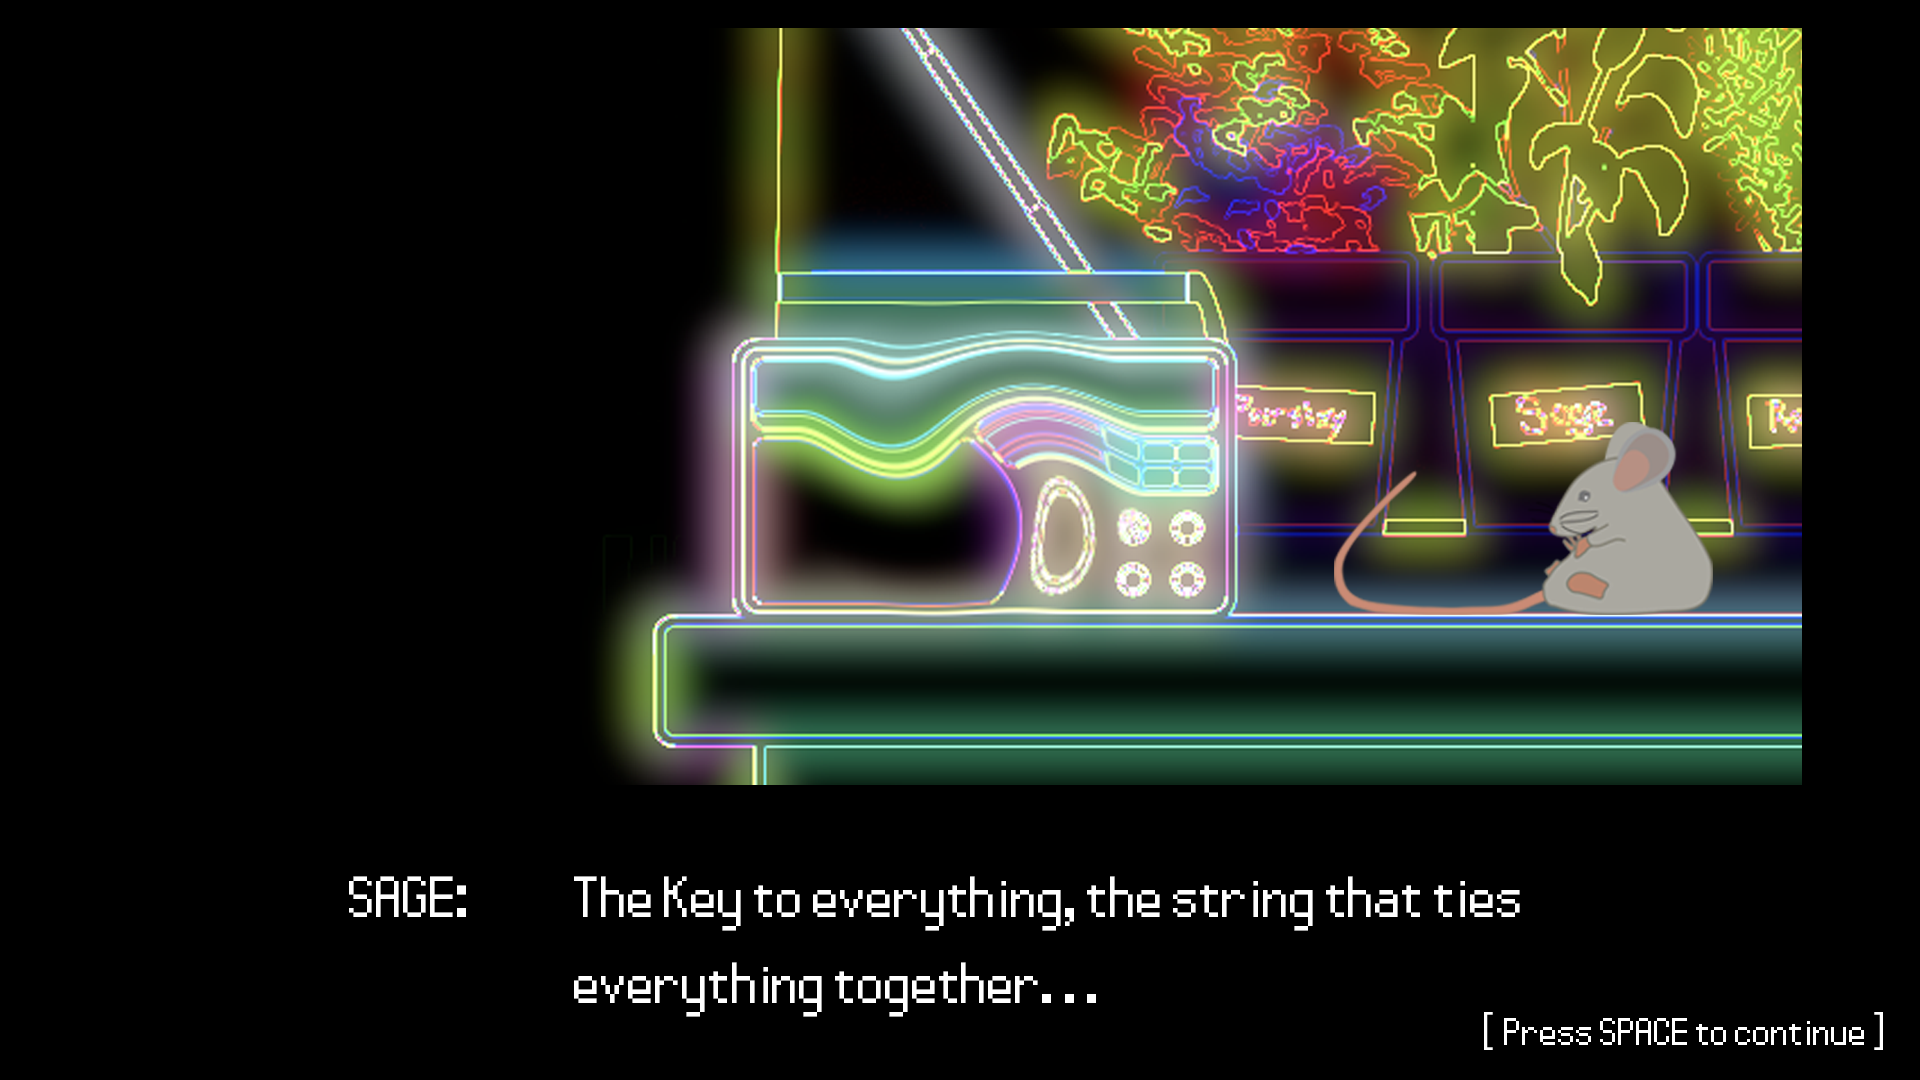 Parsley
Sage
SAGE: The Key to everything, the string that ties
everything together...
[ Press SPACE to continue ]